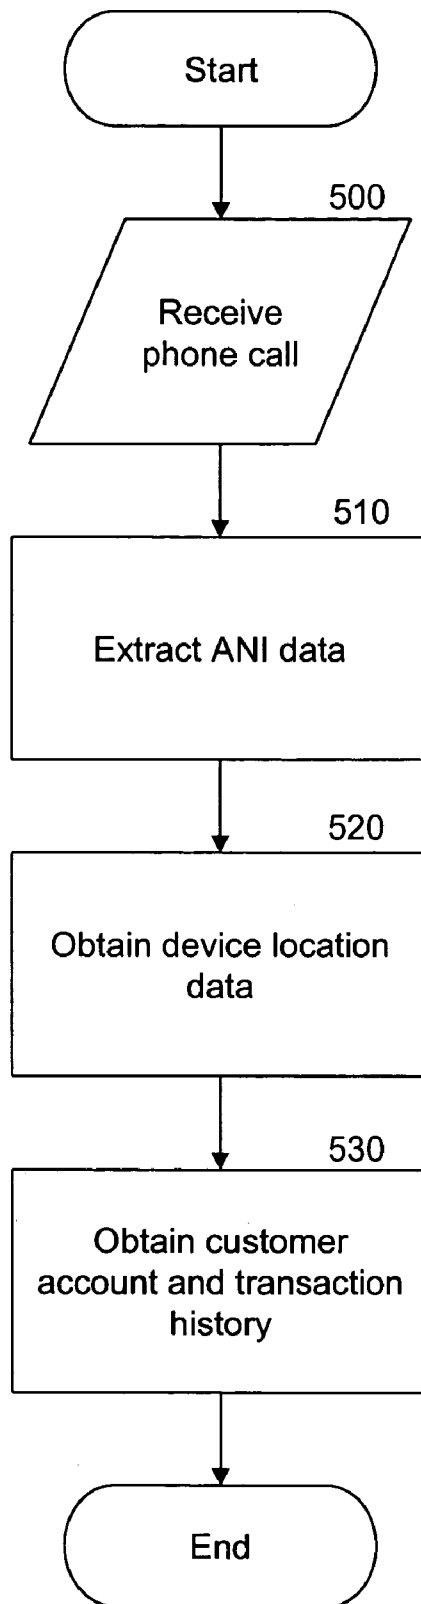 Start
500
Receive
phone call
510
Extract ANI data
520
Obtain device location
data
530
Obtain customer
account and transaction
history
End